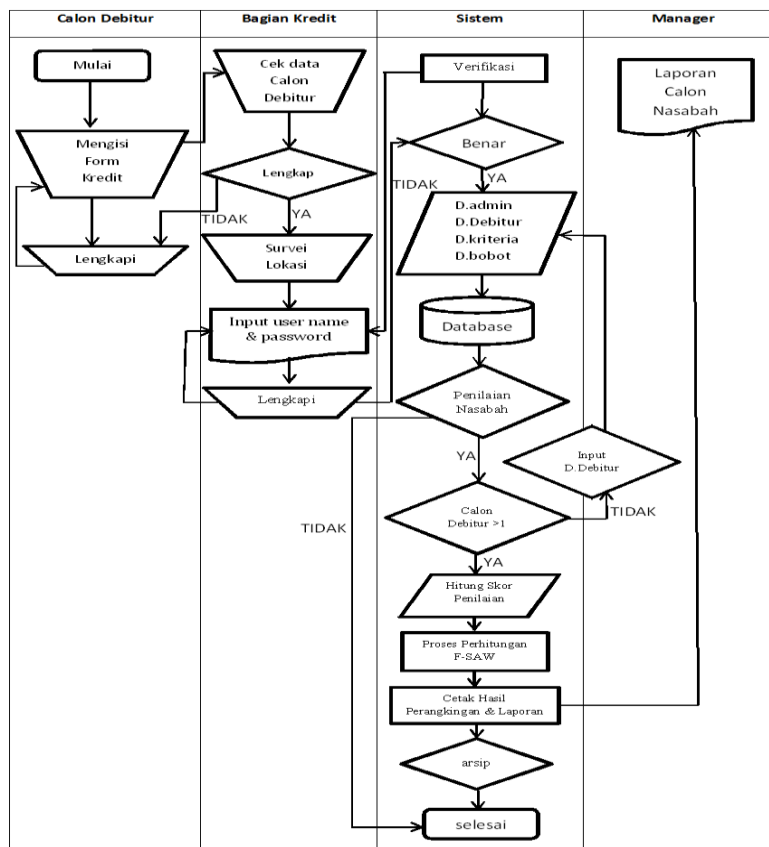 Calon Debitur
Bagian Kredit
Sistem
Manager
Mulai
Mengisi
Form
Kredit
Lengkapi
Cek data
Calon
Debitur
Lengkap
TIDAK
YA
Survei
Lokasi
Input user name
& password
Lengkapi
Verifikasi
Benar
TIDAK
YA
D.admin
D.Debitur
D.kriteria
D.bobot
Database
Penilaian
Nasabah
YA
TIDAK
Calon
Debitur >1
Input
D.Debitur
TIDAK
YA
Hitung Skor
Penilaian
Proses Perhitungan
F-SAW
Cetak Hasil
Perangkingan & Laporan
arsip
selesai
Laporan
Calon
Nasabah